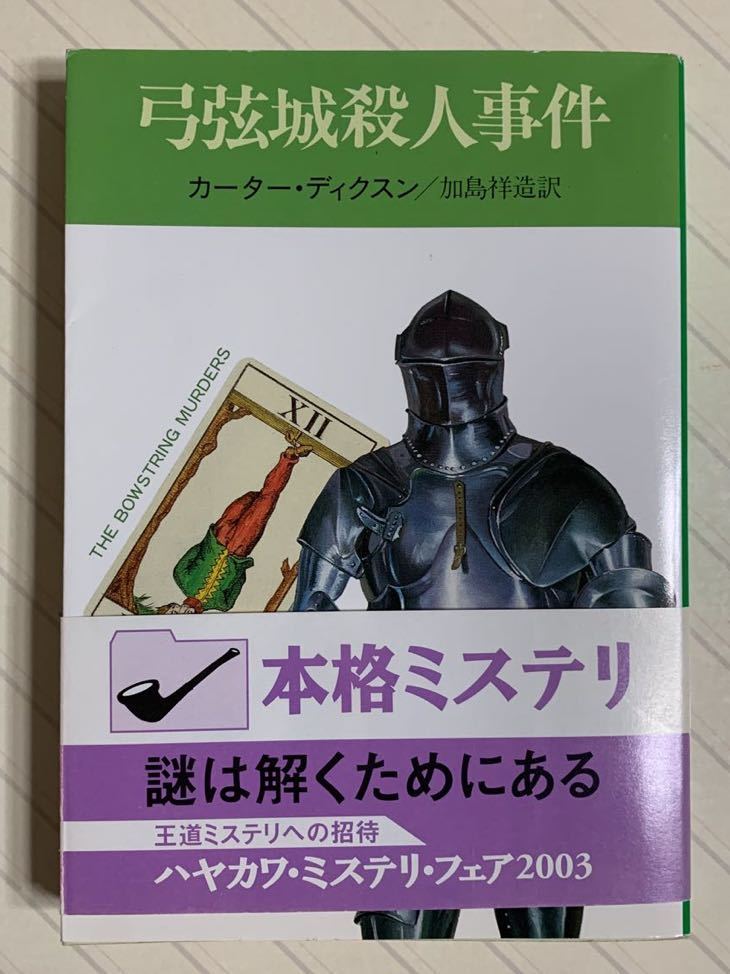 弓弦城殺人事件
カーター・ディクスン／加島祥造訳
THE BOWSTRING MURDERS
XII
本格ミステリ
謎は解くためにある
王道ミステリへの招待
ハヤカワ・ミステリ・フェア2003